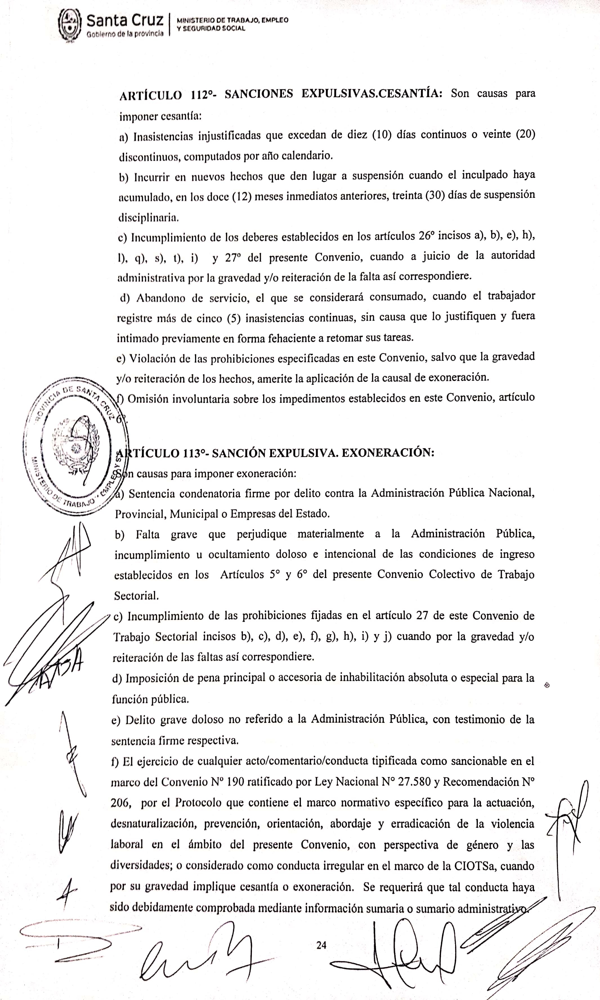 Santa Cruz
Gobierno de la provincia
MINISTERIO DE TRABAJO, EMPLEO
Y SEGURIDAD SOCIAL
ARTÍCULO 112º- SANCIONES EXPULSIVAS.CESANTÍA: Son causas para
imponer cesantía:
a) Inasistencias injustificadas que excedan de diez (10) días continuos o veinte (20)
discontinuos, computados por año calendario.
b) Incurrir en nuevos hechos que den lugar a suspensión cuando el inculpado haya
acumulado, en los doce (12) meses inmediatos anteriores, treinta (30) días de suspensión
disciplinaria.
c) Incumplimiento de los deberes establecidos en los artículos 26º incisos a), b), e), h),
l), q), s), t), i) y 27º del presente Convenio, cuando a juicio de la autoridad
administrativa por la gravedad y/o reiteración de la falta así correspondiere.
d) Abandono de servicio, el que se considerará consumado, cuando el trabajador
registre más de cinco (5) inasistencias continuas, sin causa que lo justifiquen y fuera
intimado previamente en forma fehaciente a retomar sus tareas.
e) Violación de las prohibiciones especificadas en este Convenio, salvo que la gravedad
y/o reiteración de los hechos, amerite la aplicación de la causal de exoneración.
f) Omisión involuntaria sobre los impedimentos establecidos en este Convenio, artículo
6º.
PROVINCIA DE SANTA CRUZ
MINISTERIO DE TRABAJO, EMPLEO Y S
ARTÍCULO 113º- SANCIÓN EXPULSIVA. EXONERACIÓN:
Son causas para imponer exoneración:
a) Sentencia condenatoria firme por delito contra la Administración Pública Nacional,
Provincial, Municipal o Empresas del Estado.
b) Falta grave que perjudique materialmente a la Administración Pública,
incumplimiento u ocultamiento doloso e intencional de las condiciones de ingreso
establecidos en los Artículos 5º y 6º del presente Convenio Colectivo de Trabajo
Sectorial.
c) Incumplimiento de las prohibiciones fijadas en el artículo 27 de este Convenio de
Trabajo Sectorial incisos b), c), d), e), f), g), h), i) y j) cuando por la gravedad y/o
reiteración de las faltas así correspondiere.
d) Imposición de pena principal o accesoria de inhabilitación absoluta o especial para la
función pública.
e) Delito grave doloso no referido a la Administración Pública, con testimonio de la
sentencia firme respectiva.
f) El ejercicio de cualquier acto/comentario/conducta tipificada como sancionable en el
marco del Convenio Nº 190 ratificado por Ley Nacional Nº 27.580 y Recomendación Nº
206, por el Protocolo que contiene el marco normativo específico para la actuación,
desnaturalización, prevención, orientación, abordaje y erradicación de la violencia
laboral en el ámbito del presente Convenio, con perspectiva de género y las
diversidades; o considerado como conducta irregular en el marco de la CIOTSa, cuando
por su gravedad implique cesantía o exoneración. Se requerirá que tal conducta haya
sido debidamente comprobada mediante información sumaria o sumario administrativo.
24